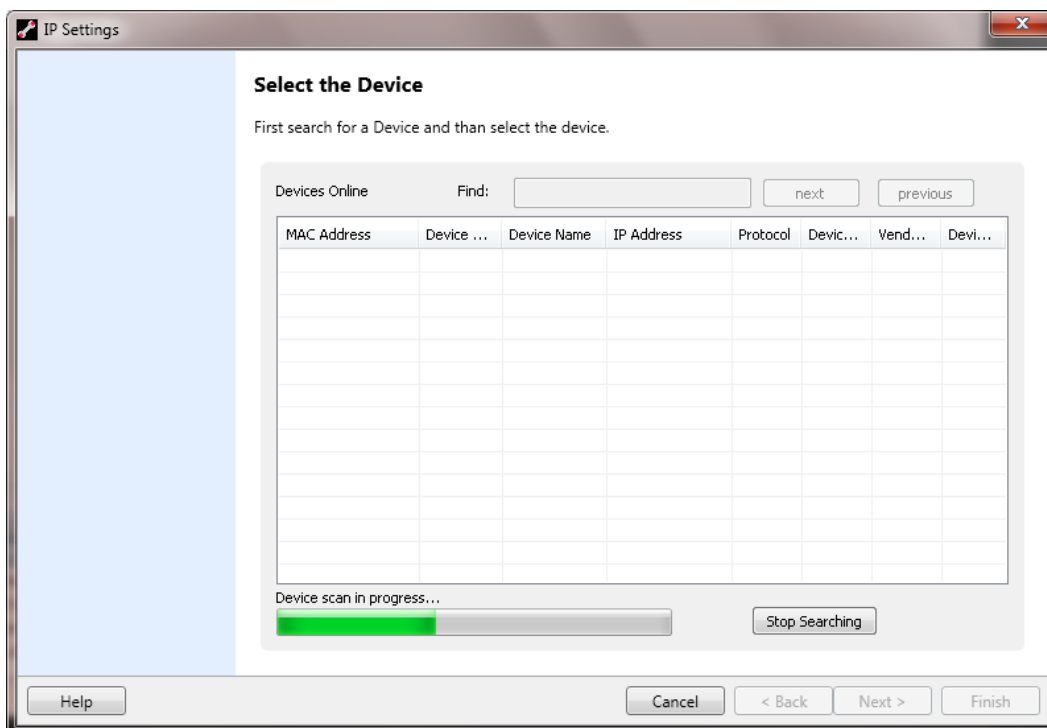 IP Settings
Select the Device
First search for a Device and than select the device.
Devices Online Find: next previous
MAC Address Device ... Device Name IP Address Protocol Devic... Vend... Devi...
Device scan in progress...
Stop Searching
Help Cancel < Back Next > Finish